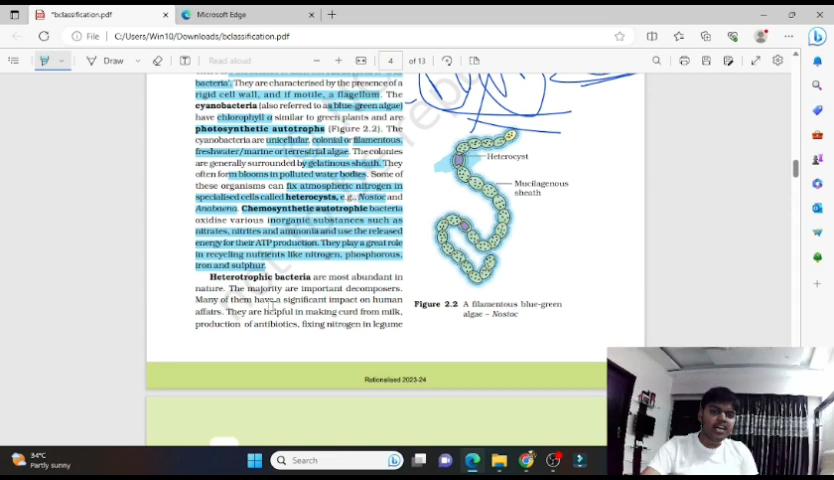 *bclassification.pdf
Microsoft Edge
File
C:/Users/Win10/Downloads/bclassification.pdf
Draw
Read aloud
4
of 13
bacteria'. They are characterised by the presence of a
rigid cell wall, and if motile, a flagellum. The
cyanobacteria (also referred to as blue-green algae)
have chlorophyll a similar to green plants and are
photosynthetic autotrophs (Figure 2.2). The
cyanobacteria are unicellular, colonial or filamentous,
freshwater/marine or terrestrial algae. The colonies
are generally surrounded by gelatinous sheath. They
often form blooms in polluted water bodies. Some of
these organisms can fix atmospheric nitrogen in
specialised cells called heterocysts, e.g., Nostoc and
Anabaena. Chemosynthetic autotrophic bacteria
oxidise various inorganic substances such as
nitrates, nitrites and ammonia and use the released
energy for their ATP production. They play a great role
in recycling nutrients like nitrogen, phosphorous,
iron and sulphur.
Heterotrophic bacteria are most abundant in
nature. The majority are important decomposers.
Many of them have a significant impact on human
affairs. They are helpful in making curd from milk,
production of antibiotics, fixing nitrogen in legume
Heterocyst
Mucilagenous
sheath
Figure 2.2 A filamentous blue-green
algae – Nostoc
Rationalised 2023-24
34°C
Partly sunny
Search